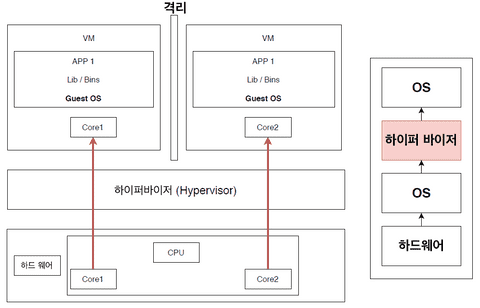 격리
VM
APP 1
Lib / Bins
Guest OS
Core1
VM
APP 1
Lib / Bins
Guest OS
Core2
하이퍼바이저 (Hypervisor)
CPU
하드 웨어
Core1
Core2
OS
하이퍼 바이저
OS
하드웨어